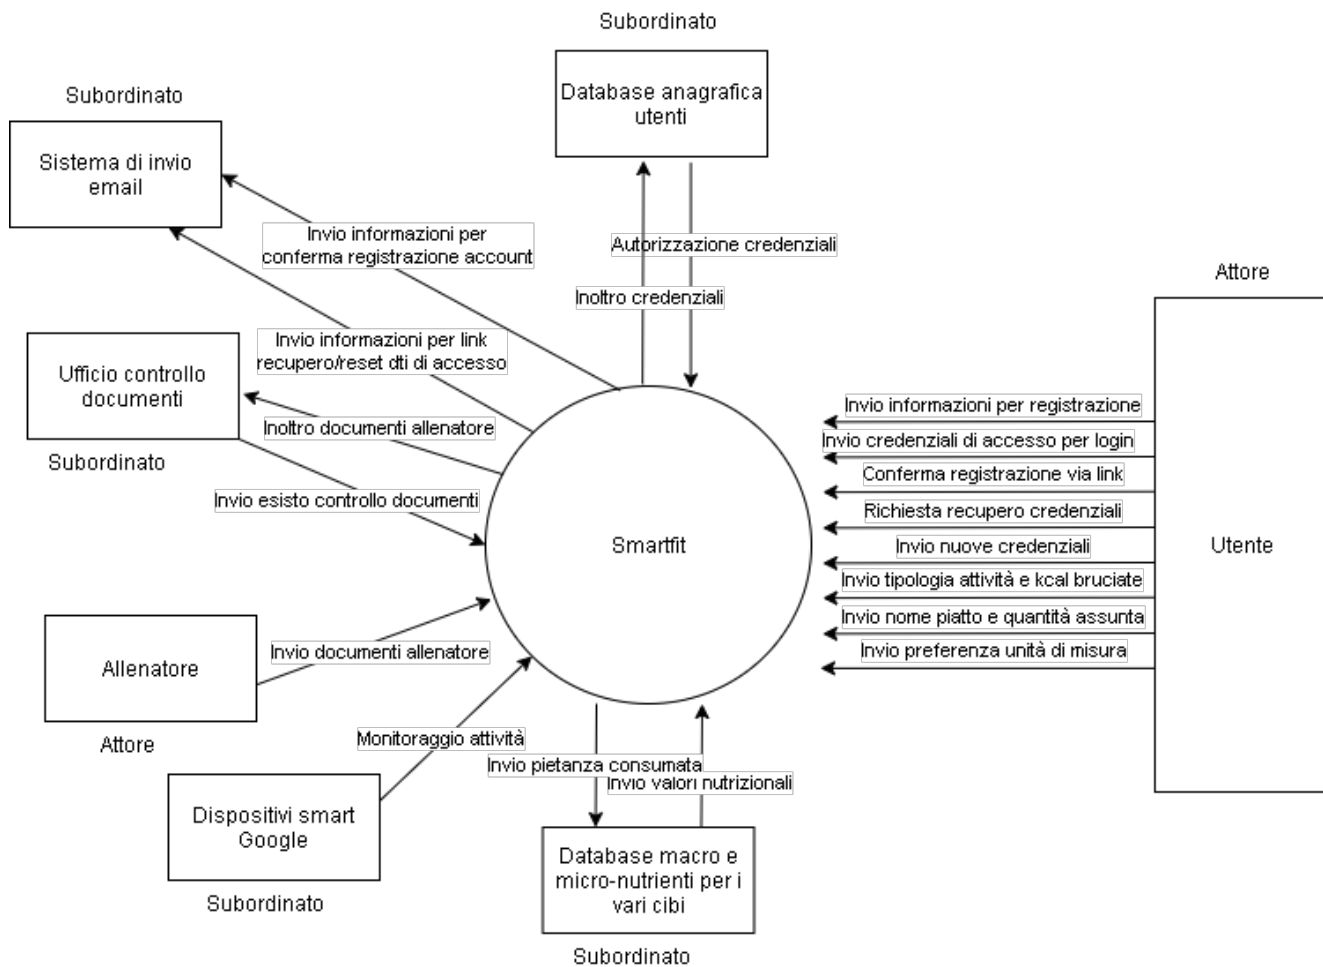 Subordinato
Database anagrafica
utenti
Subordinato
Sistema di invio
email
Invio informazioni per
conferma registrazione account
Autorizzazione credenziali
Inoltro credenziali
Attore
Invio informazioni per link
recupero/reset dti di accesso
Ufficio controllo
documenti
Subordinato
Inoltro documenti allenatore
Invio esisto controllo documenti
Smartfit
Invio informazioni per registrazione
Invio credenziali di accesso per login
Conferma registrazione via link
Richiesta recupero credenziali
Invio nuove credenziali
Invio tipologia attività e kcal bruciate
Invio nome piatto e quantità assunta
Invio preferenza unità di misura
Utente
Allenatore
Attore
Invio documenti allenatore
Monitoraggio attività
Dispositivi smart
Google
Subordinato
Invio pietanza consumata
Invio valori nutrizionali
Database macro e
micro-nutrienti per i
vari cibi
Subordinato